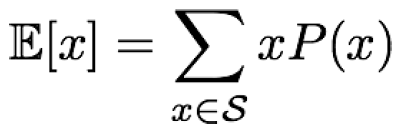 𝔼[x] = ∑_{x∈𝒮} xP(x)